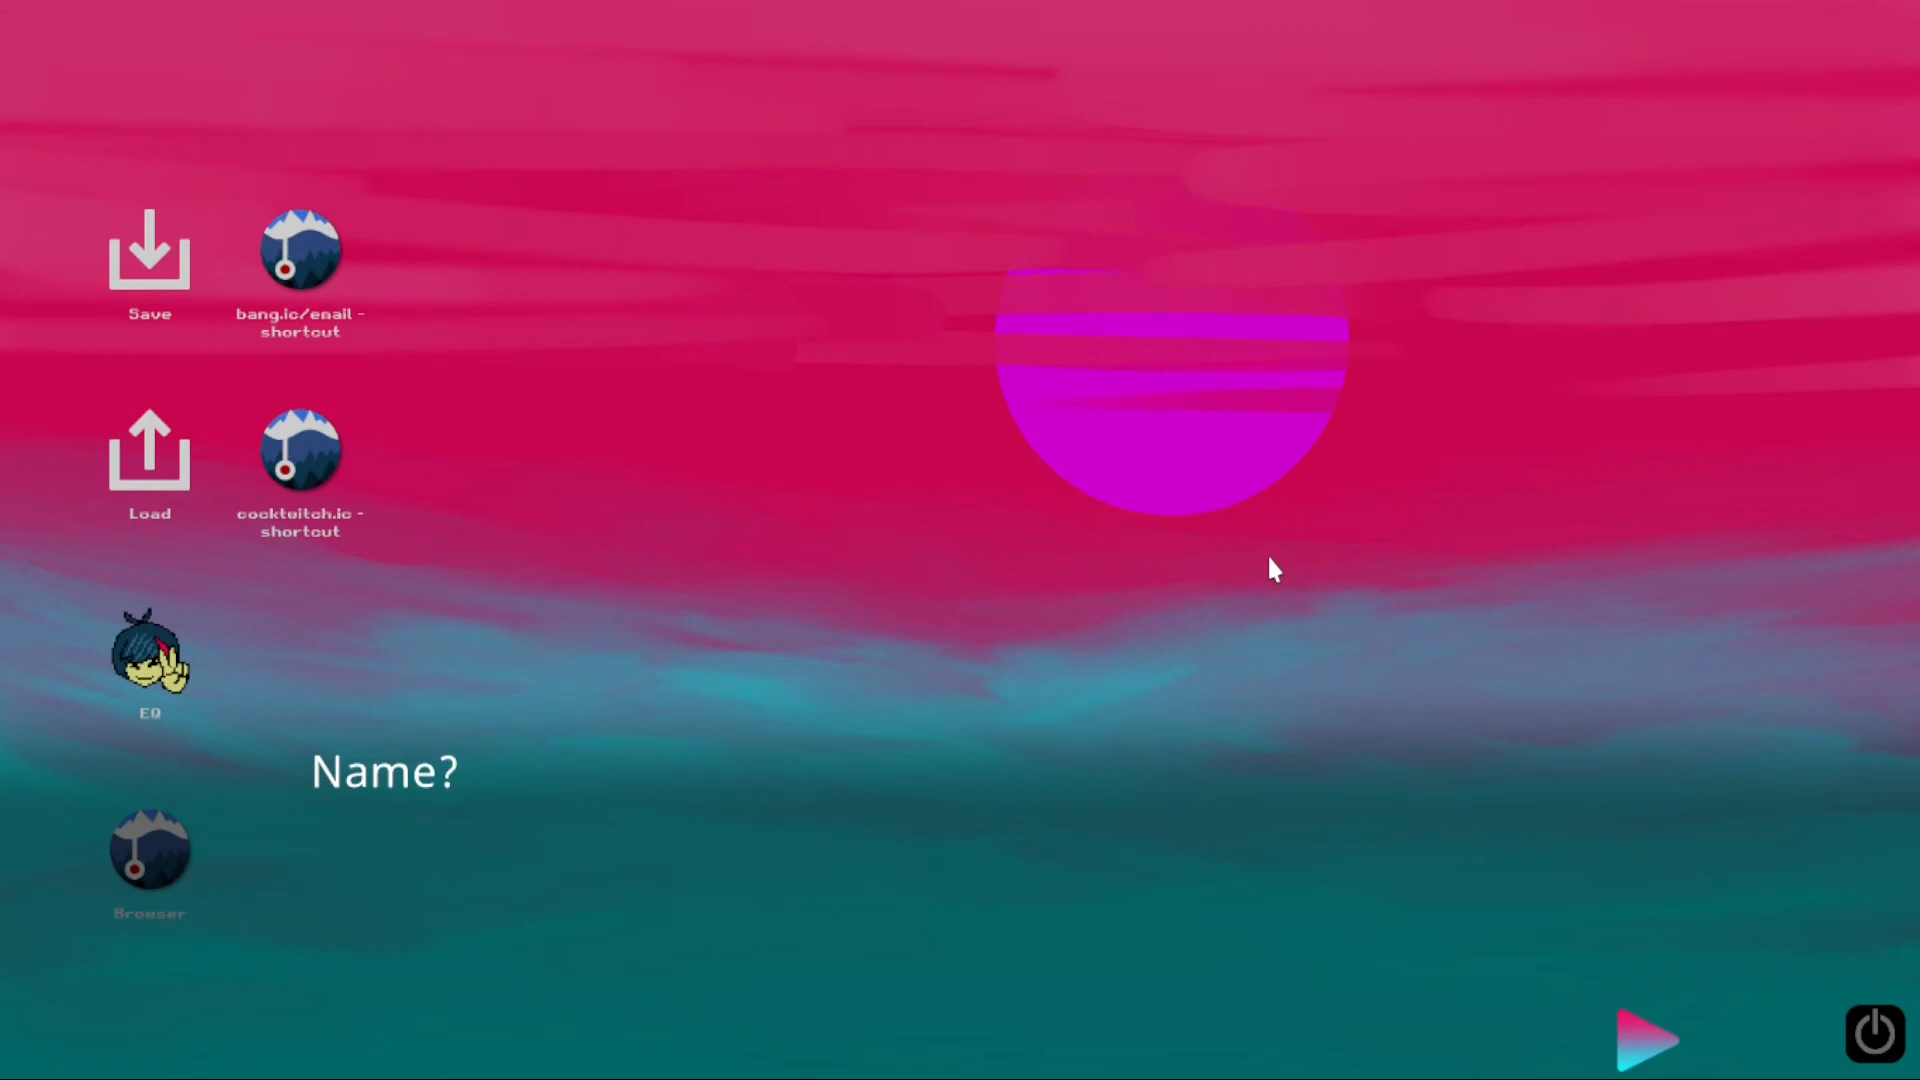 Save
bang.ic/email -
shortcut
Load
cocktwitch.ic -
shortcut
EQ
Name?
Browser